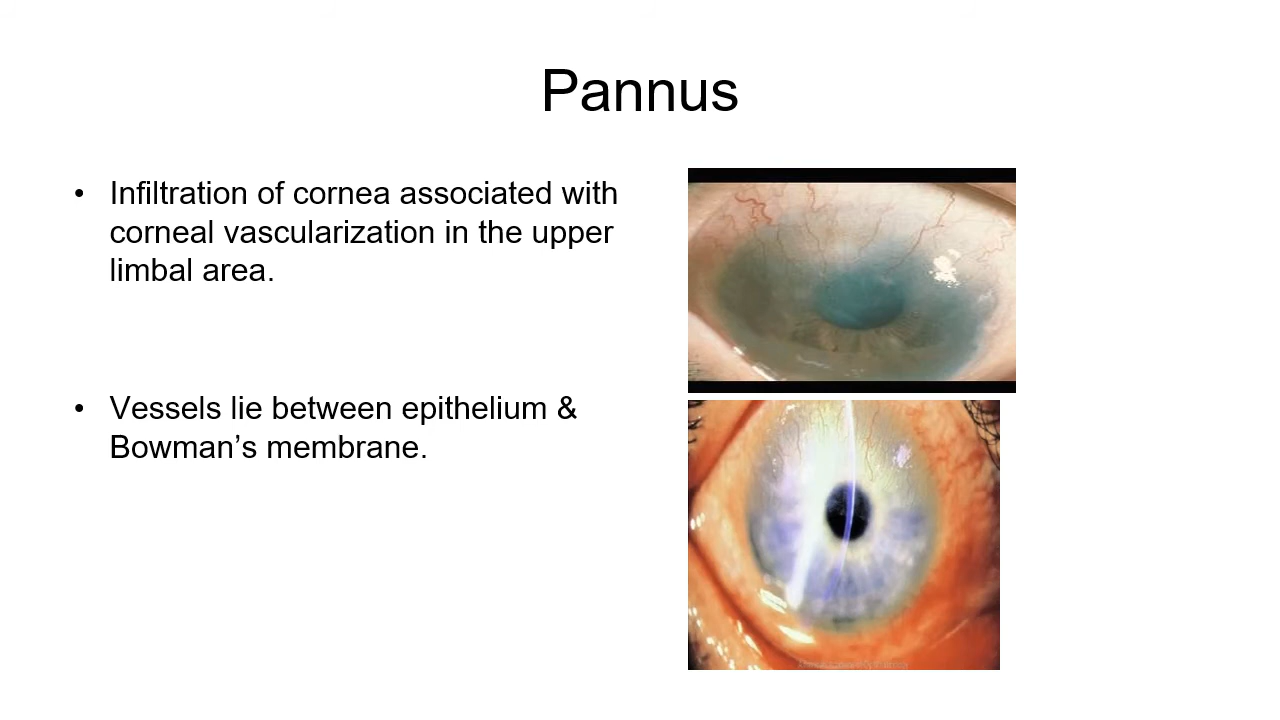 Pannus
• Infiltration of cornea associated with
corneal vascularization in the upper
limbal area.
• Vessels lie between epithelium &
Bowman’s membrane.